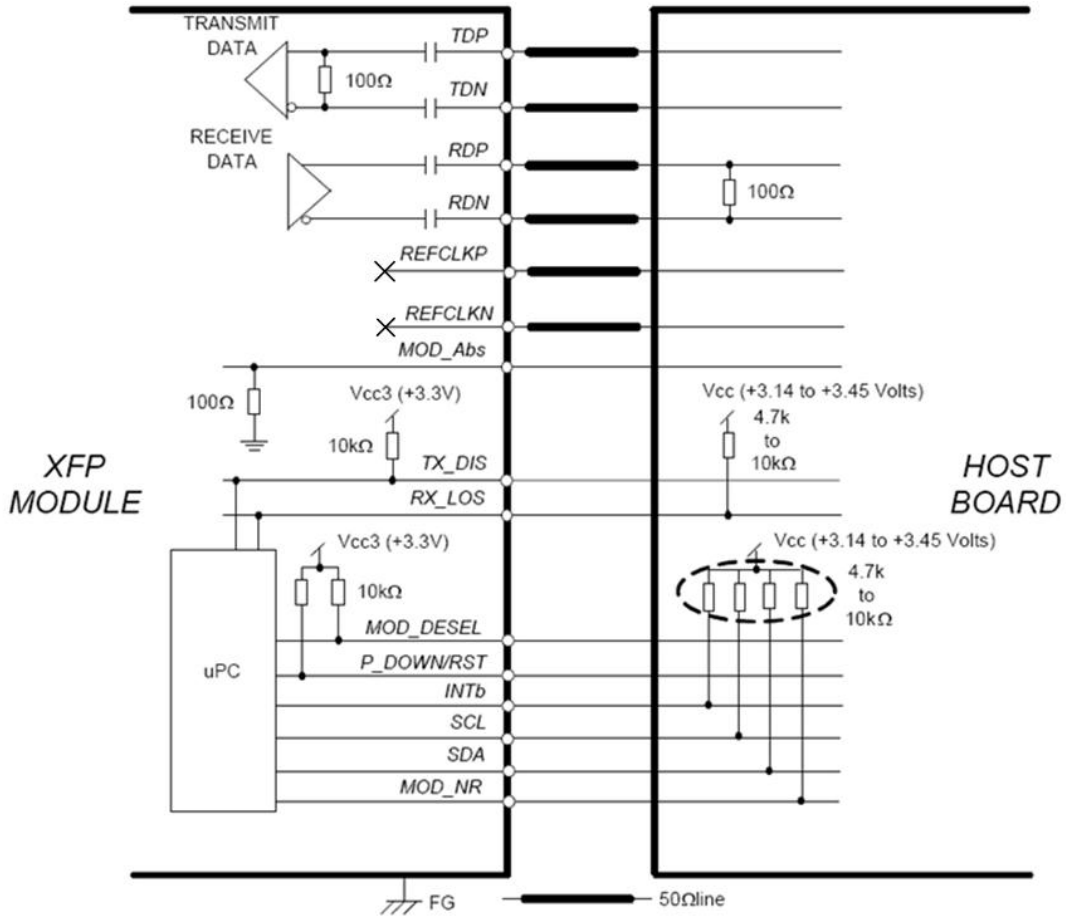 TRANSMIT
DATA
TDP
100Ω
TDN
RECEIVE
DATA
RDP
100Ω
RDN
REFCLKP
REFCLKN
MOD_Abs
100Ω
Vcc3 (+3.3V)
Vcc (+3.14 to +3.45 Volts)
10kΩ
4.7k
to
10kΩ
TX_DIS
RX_LOS
XFP
MODULE
HOST
BOARD
Vcc3 (+3.3V)
Vcc (+3.14 to +3.45 Volts)
10kΩ
4.7k
to
10kΩ
MOD_DESEL
uPC
P_DOWN/RST
INTb
SCL
SDA
MOD_NR
FG
50Ωline